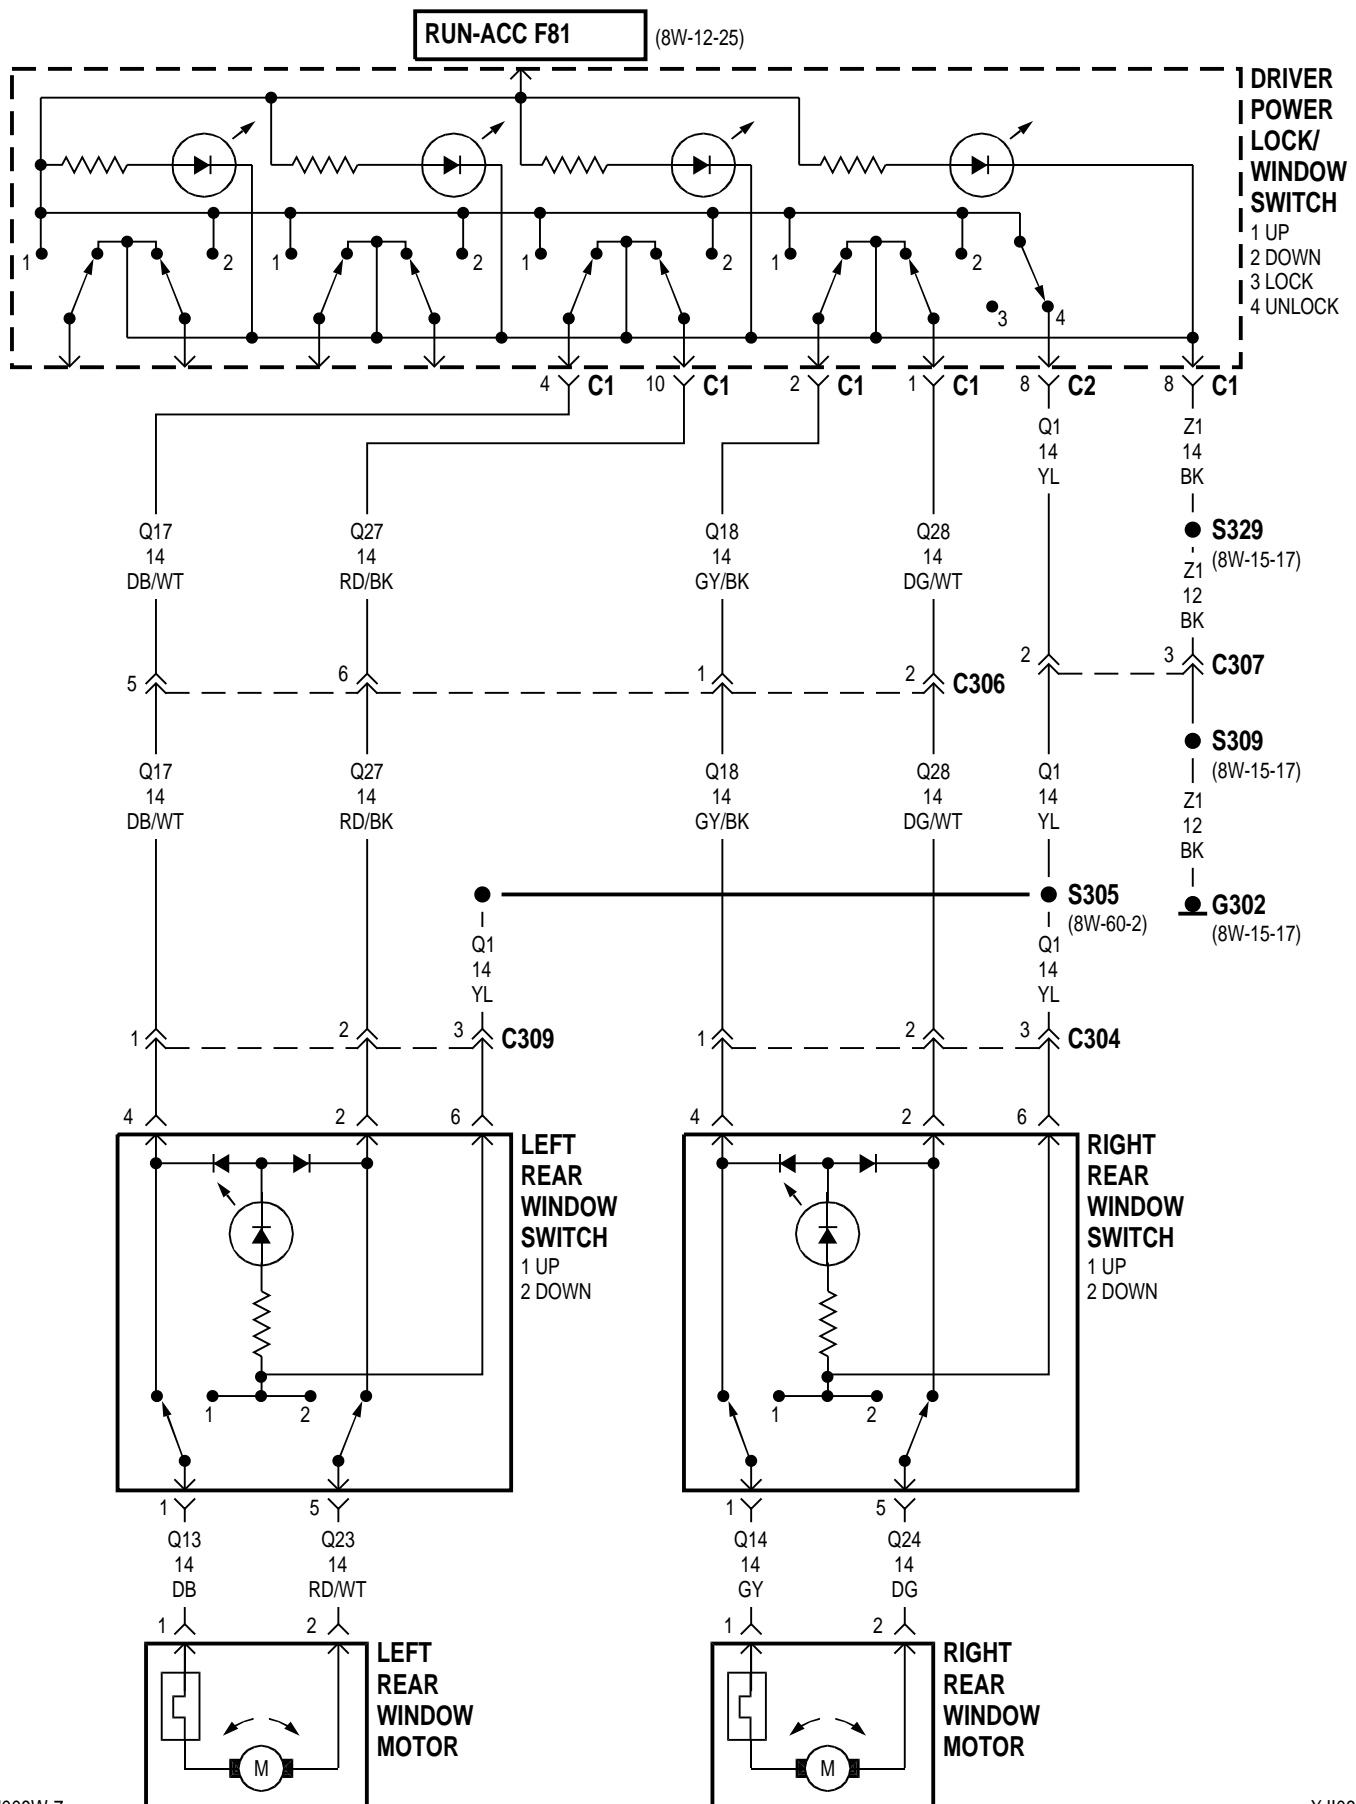 RUN-ACC F81 (8W-12-25)
DRIVER
POWER
LOCK/
WINDOW
SWITCH
1 UP
2 DOWN
3 LOCK
4 UNLOCK
1 2 1 2 1 2 1 2
3 4
4 C1 10 C1 2 C1 1 C1 8 C2 8 C1
Q1 Z1
14 14
YL BK
Q17 Q27 Q18 Q28
14 14 14 14
DB/WT RD/BK GY/BK DG/WT
S329
(8W-15-17)
Z1
12
BK
2 3 C307
5 6 1 2 C306
S309
(8W-15-17)
Q17 Q27 Q18 Q28 Q1
14 14 14 14 14
DB/WT RD/BK GY/BK DG/WT YL
Z1
12
BK
S305
(8W-60-2)
G302
(8W-15-17)
Q1 Q1
14 14
YL YL
1 2 3 C309 1 2 3 C304
4 2 6 4 2 6
LEFT
REAR
WINDOW
SWITCH
1 UP
2 DOWN
RIGHT
REAR
WINDOW
SWITCH
1 UP
2 DOWN
1 2 1 2
1 5 1 5
Q13 Q23 Q14 Q24
14 14 14 14
DB RD/WT GY DG
1 2 1 2
LEFT
REAR
WINDOW
MOTOR
RIGHT
REAR
WINDOW
MOTOR
M M